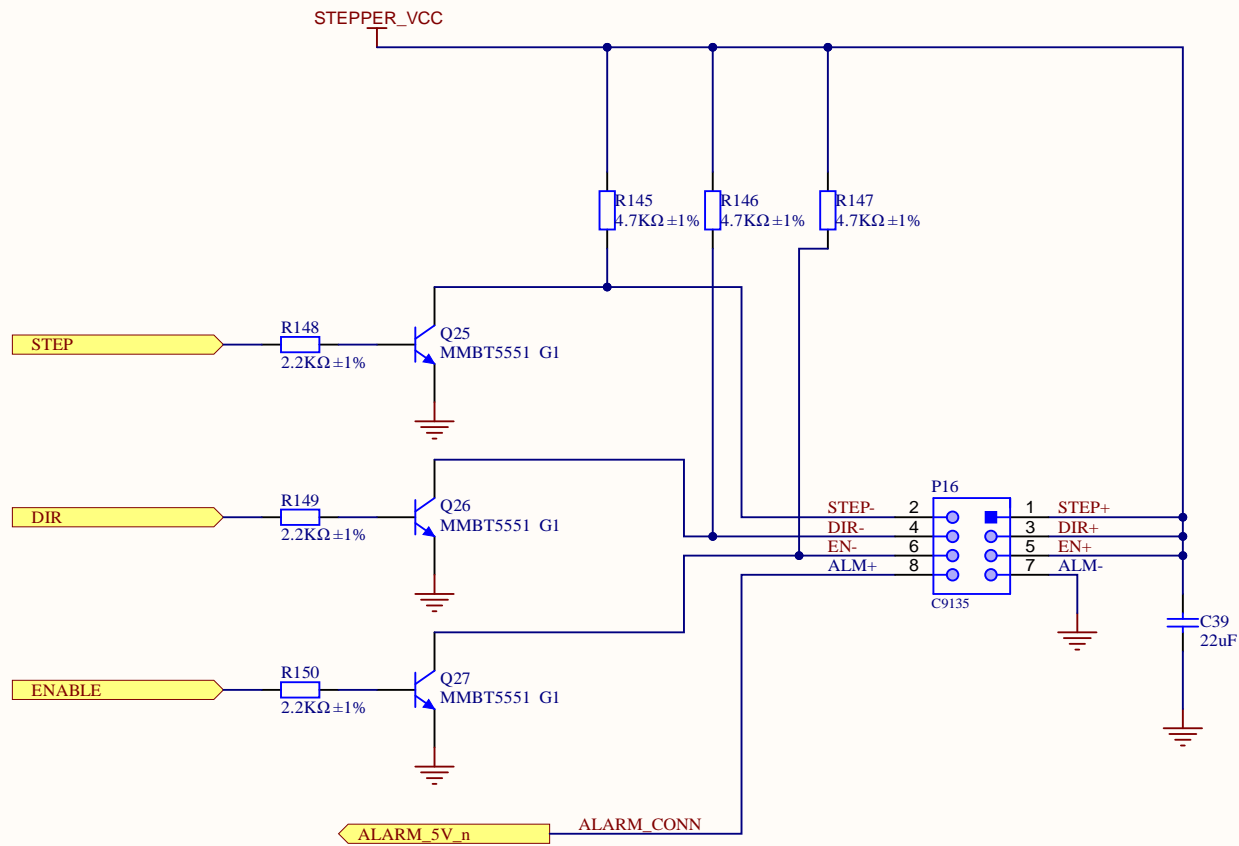 STEPPER_VCC
R145
4.7KΩ±1%
R146
4.7KΩ±1%
R147
4.7KΩ±1%
STEP
R148
2.2KΩ±1%
Q25
MMBT5551 G1
DIR
R149
2.2KΩ±1%
Q26
MMBT5551 G1
P16
STEP- 2 1 STEP+
DIR- 4 3 DIR+
EN- 6 5 EN+
ALM+ 8 7 ALM-
C9135
C39
22uF
ENABLE
R150
2.2KΩ±1%
Q27
MMBT5551 G1
ALARM_5V_n
ALARM_CONN